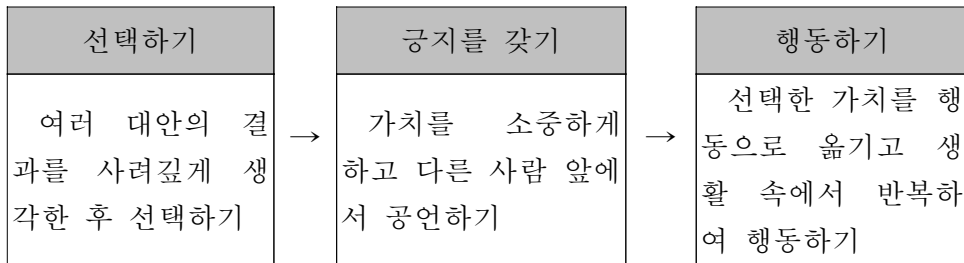 선택하기
여러 대안의 결
과를 사려깊게 생
각한 후 선택하기
→
긍지를 갖기
가치를 소중하게
하고 다른 사람 앞에
서 공언하기
→
행동하기
선택한 가치를 행
동으로 옮기고 생
활 속에서 반복하
여 행동하기